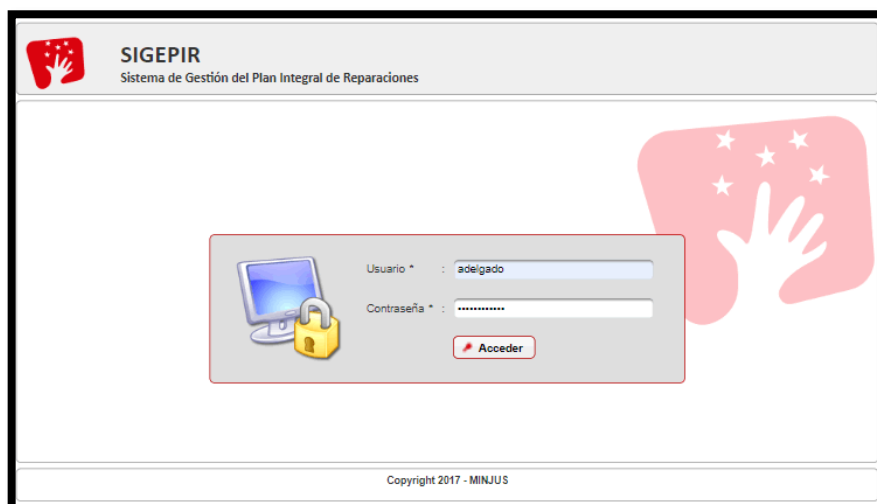 SIGEPIR
Sistema de Gestión del Plan Integral de Reparaciones
Usuario * : adelgado
Contraseña * : ••••••••••••
Acceder
Copyright 2017 - MINJUS